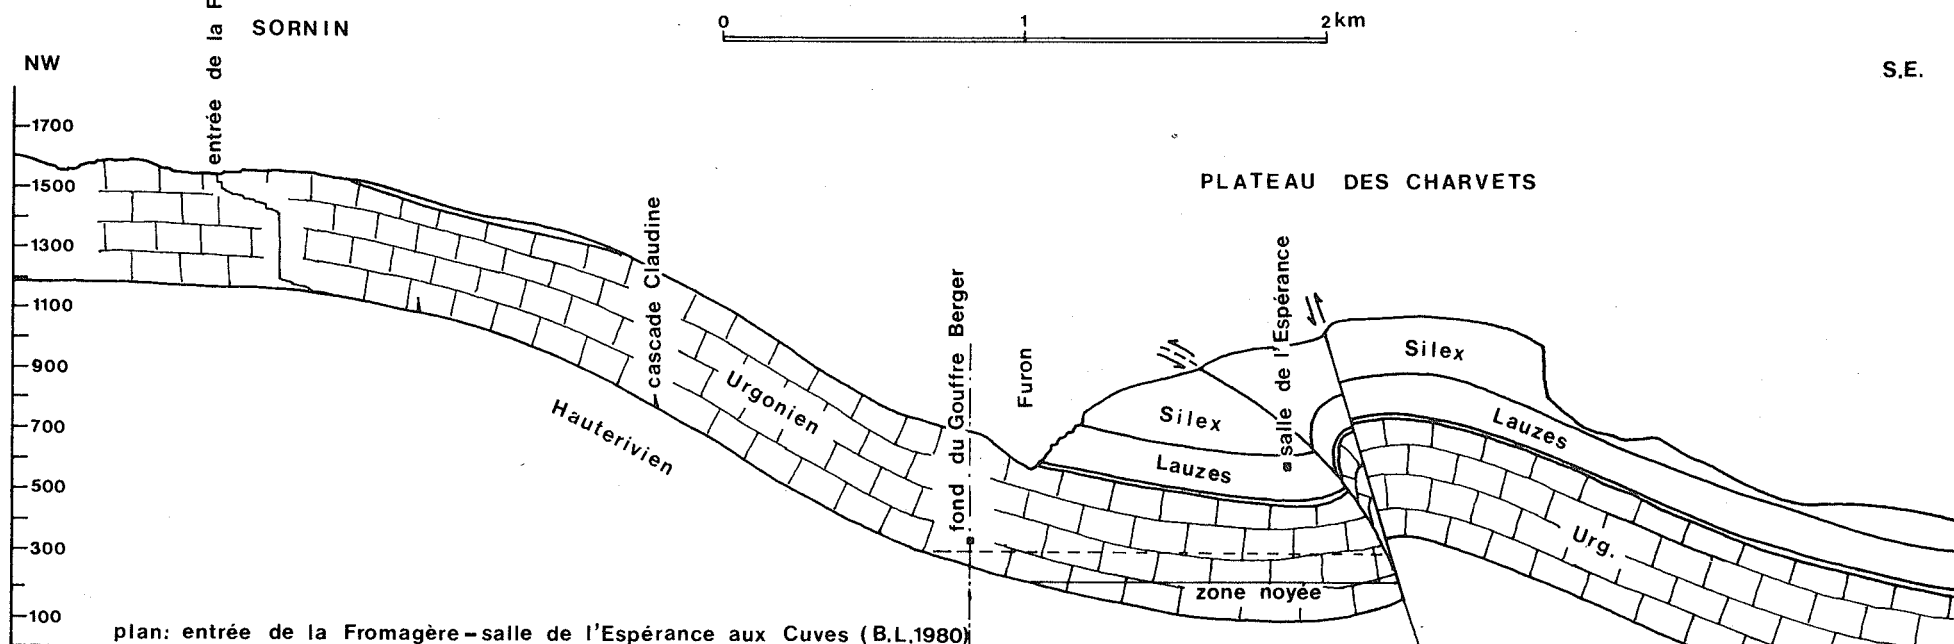 SORNIN
0 1 2 km
NW
S.E.
entrée de la
1700
1500
1300
1100
900
700
500
300
100
PLATEAU DES CHARVETS
cascade Claudine
fond du Gouffre Berger
Furon
salle de l'Espérance
Silex
Silex
Lauzes
Lauzes
Urgonien
Hauterivien
Urg.
zone noyée
plan: entrée de la Fromagère - salle de l'Espérance aux Cuves (B.L.1980)